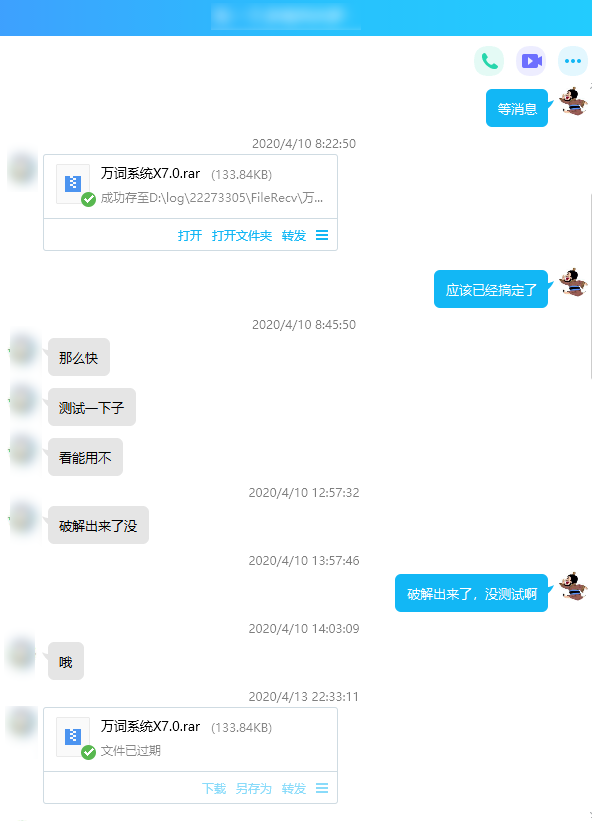 等消息
2020/4/10 8:22:50
万词系统X7.0.rar (133.84KB)
成功存至D:\log\22273305\FileRecv\万...
打开 打开文件夹 转发
应该已经搞定了
2020/4/10 8:45:50
那么快
测试一下子
看能用不
2020/4/10 12:57:32
破解出来了没
2020/4/10 13:57:46
破解出来了，没测试啊
2020/4/10 14:03:09
哦
2020/4/13 22:33:11
万词系统X7.0.rar (133.84KB)
文件已过期
下载 另存为 转发